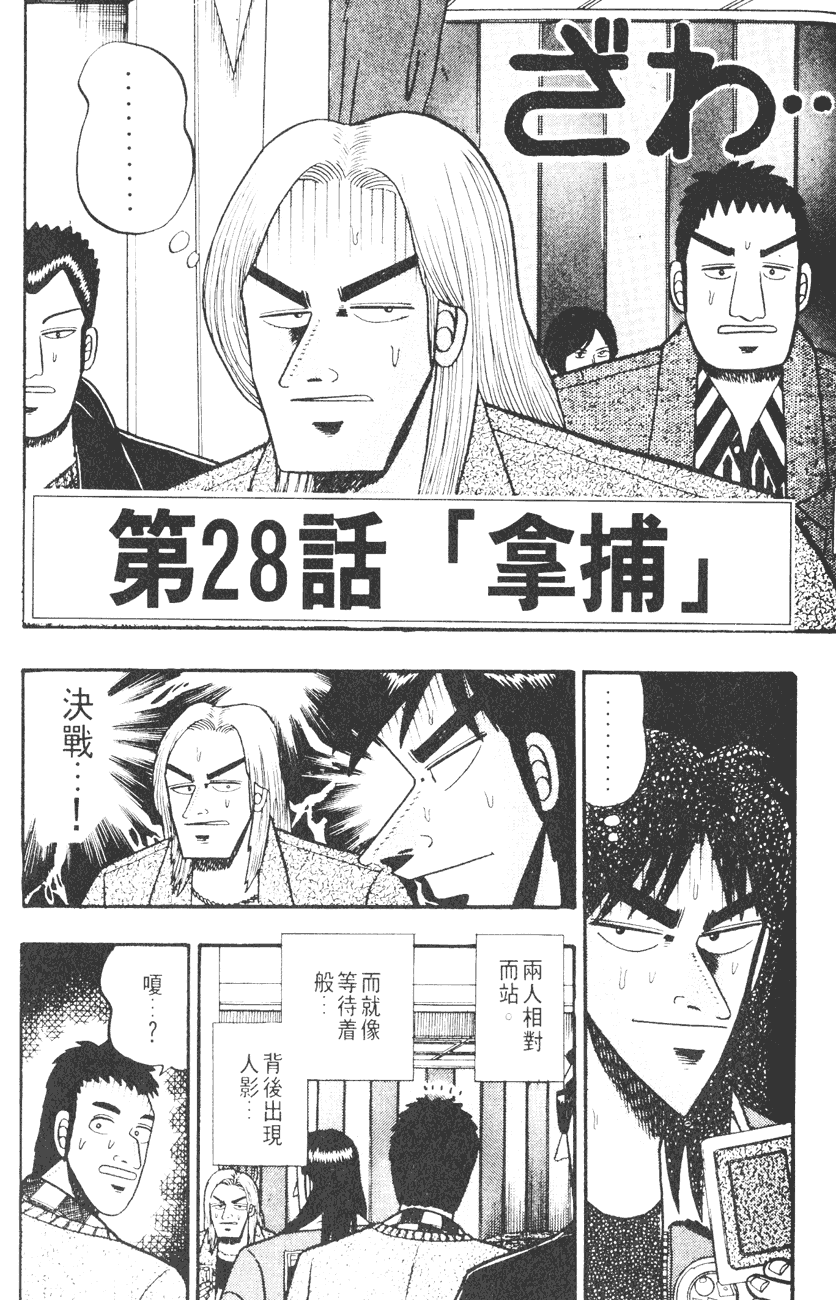 ざわ‥
………
第28話「拿捕」
………
決戰…！
兩人相對
而站。
而就像
等待着
般…
背後出現
人影…
嗄…？